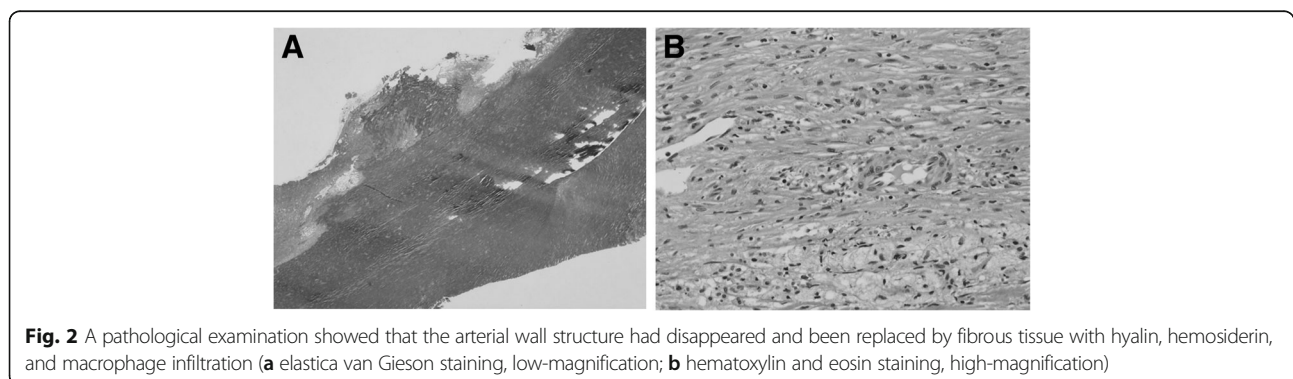 A
B
Fig. 2 A pathological examination showed that the arterial wall structure had disappeared and been replaced by fibrous tissue with hyalin, hemosiderin,
and macrophage infiltration (a elastica van Gieson staining, low-magnification; b hematoxylin and eosin staining, high-magnification)